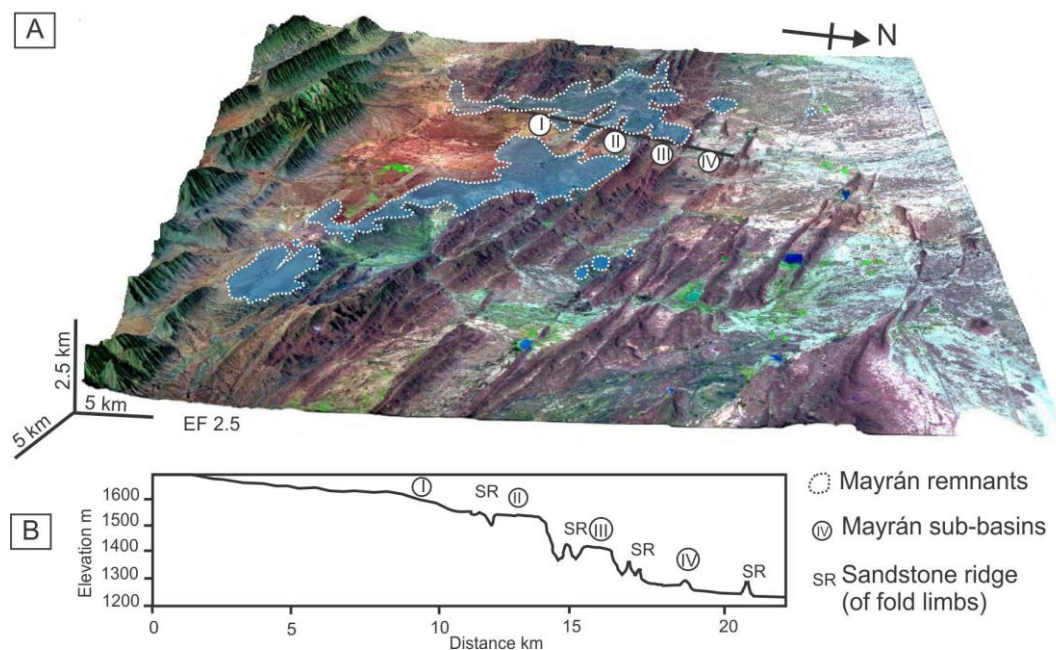 A
N
I
II
III
IV
2.5 km
5 km
5 km
EF 2.5
B
Elevation m
1600
1500
1400
1300
1200
I
SR
II
SR
III
SR
IV
SR
0
5
10
15
20
Distance km
Mayrán remnants
IV Mayrán sub-basins
SR Sandstone ridge
(of fold limbs)